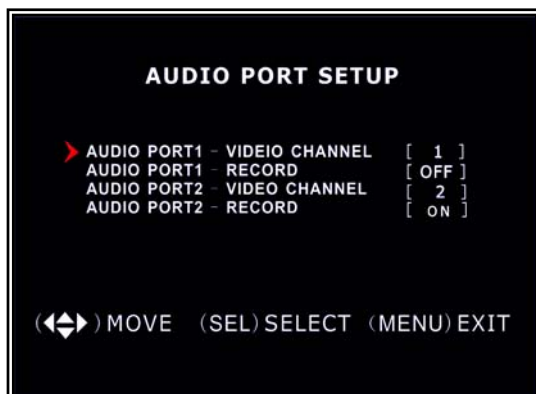 AUDIO PORT SETUP
AUDIO PORT1 - VIDEIO CHANNEL [ 1 ]
AUDIO PORT1 - RECORD [ OFF ]
AUDIO PORT2 - VIDEO CHANNEL [ 2 ]
AUDIO PORT2 - RECORD [ ON ]
( ) MOVE (SEL) SELECT (MENU) EXIT